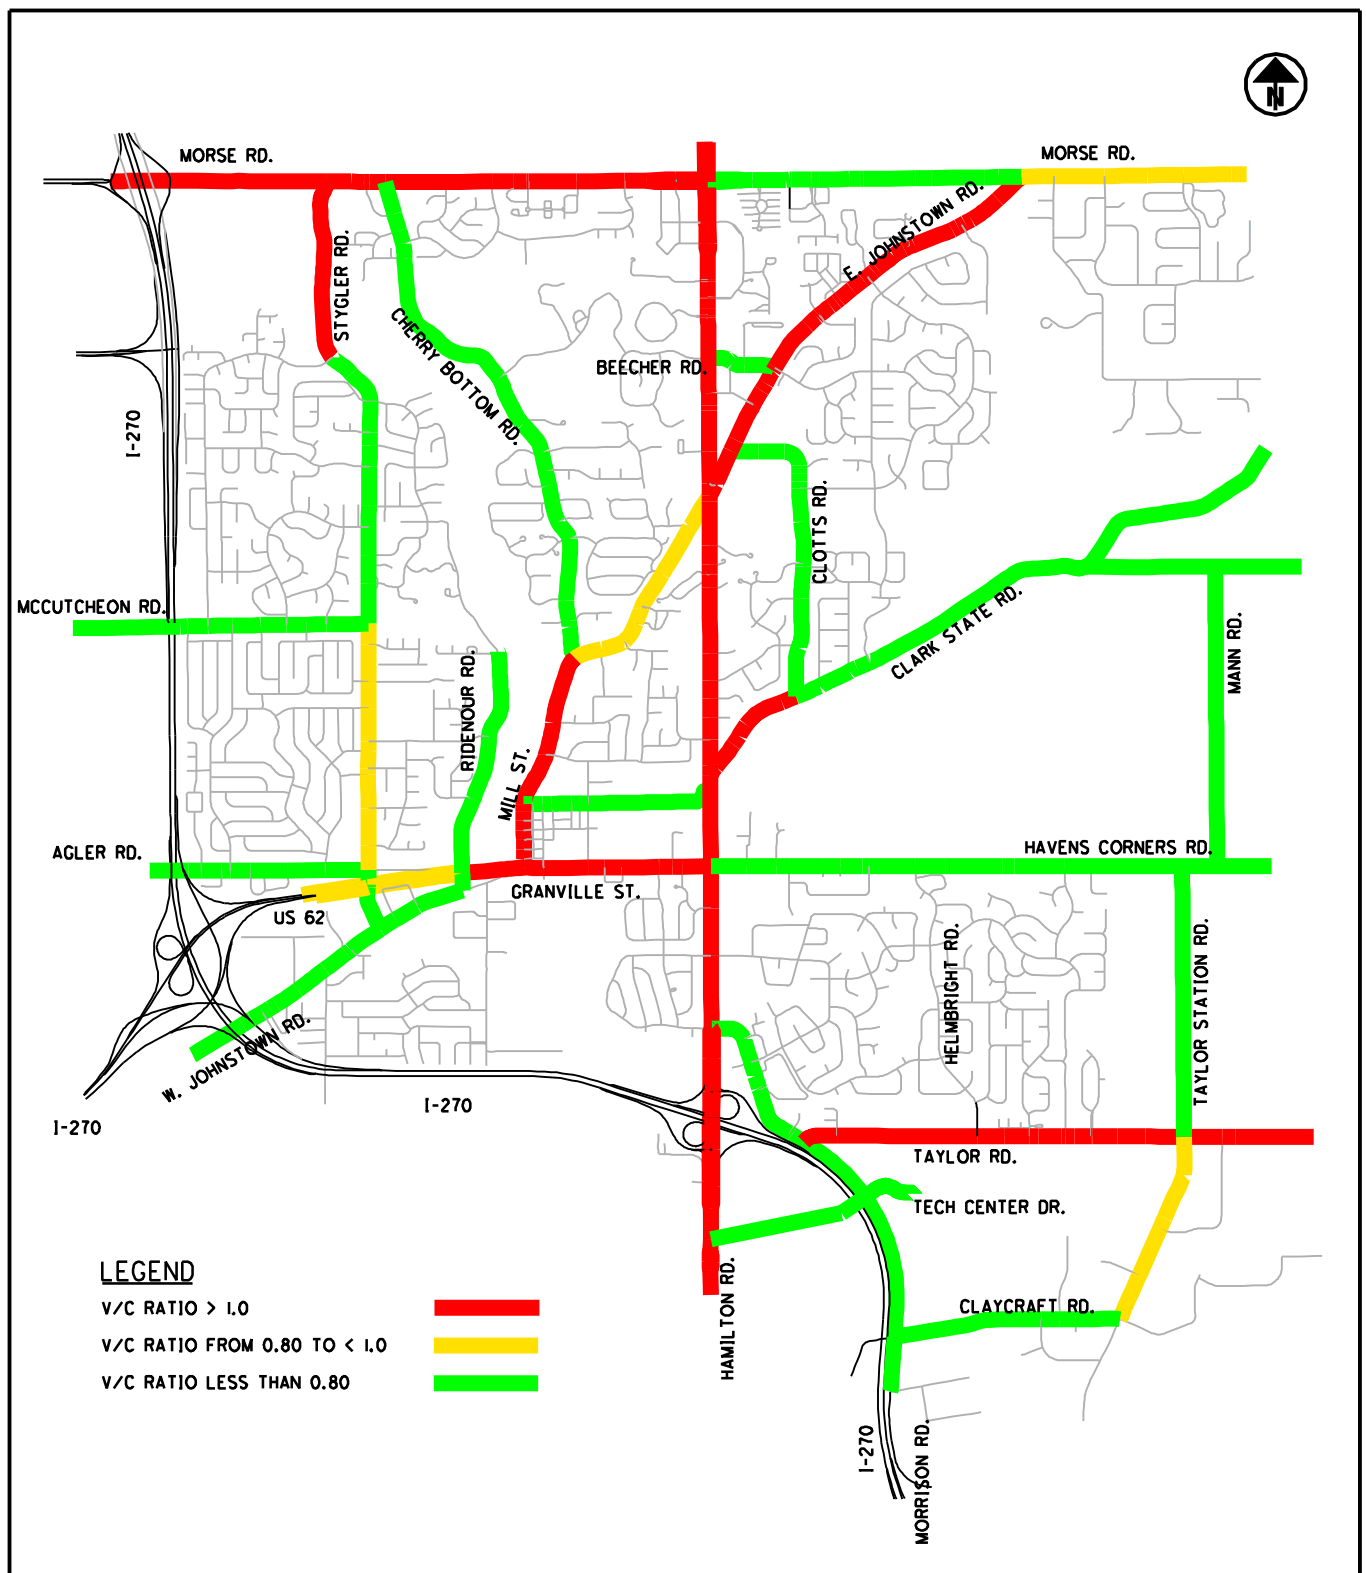 N
MORSE RD.
MORSE RD.
E. JOHNSTOWN RD.
STYGLER RD.
CHERRY BOTTOM RD.
BEECHER RD.
I-270
CLOTTS RD.
MCCUTCHEON RD.
CLARK STATE RD.
MANN RD.
RIDENOUR RD.
MILL ST.
AGLER RD.
HAVENS CORNERS RD.
GRANVILLE ST.
US 62
HELMBRIGHT RD.
TAYLOR STATION RD.
W. JOHNSTOWN RD.
I-270
I-270
TAYLOR RD.
TECH CENTER DR.
HAMILTON RD.
CLAYCRAFT RD.
I-270
MORRISON RD.
LEGEND
V/C RATIO > 1.0
V/C RATIO FROM 0.80 TO < 1.0
V/C RATIO LESS THAN 0.80